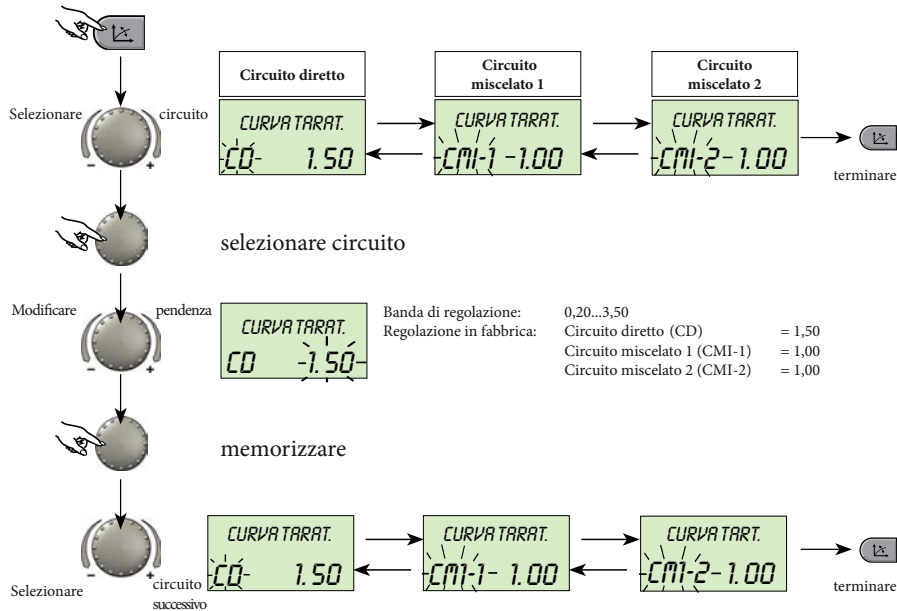 Circuito diretto
Circuito
miscelato 1
Circuito
miscelato 2
Selezionare circuito
- +
CURVA TARAT.
CD 1.50
CURVA TARAT.
CMI-1 -1.00
CURVA TARAT.
CMI-2-1.00
terminare
selezionare circuito
Modificare pendenza
- +
CURVA TARAT.
CD -1.50-
Banda di regolazione: 0,20...3,50
Regolazione in fabbrica: Circuito diretto (CD) = 1,50
Circuito miscelato 1 (CMI-1) = 1,00
Circuito miscelato 2 (CMI-2) = 1,00
memorizzare
Selezionare circuito
successivo
- +
CURVA TARAT.
CD- 1.50
CURVA TARAT.
CMI-1- 1.00
CURVA TART.
CMI-2-1.00
terminare